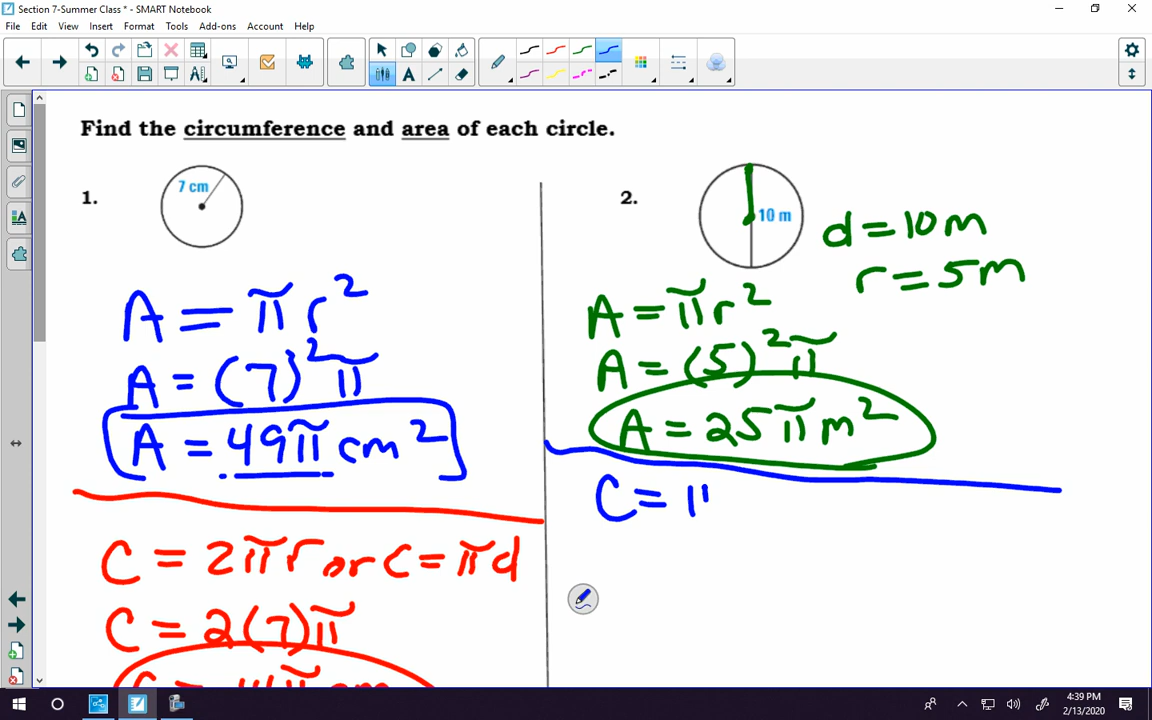 Section 7-Summer Class * - SMART Notebook
File Edit View Insert Format Tools Add-ons Account Help
Find the circumference and area of each circle.
1.
7 cm
A = πr²
A = (7)²π
A = 49π cm²
C = 2πr or C = πd
C = 2(7)π
2.
10 m
d = 10m
r = 5m
A = πr²
A = (5)²π
A = 25π m²
C =
4:39 PM
2/13/2020